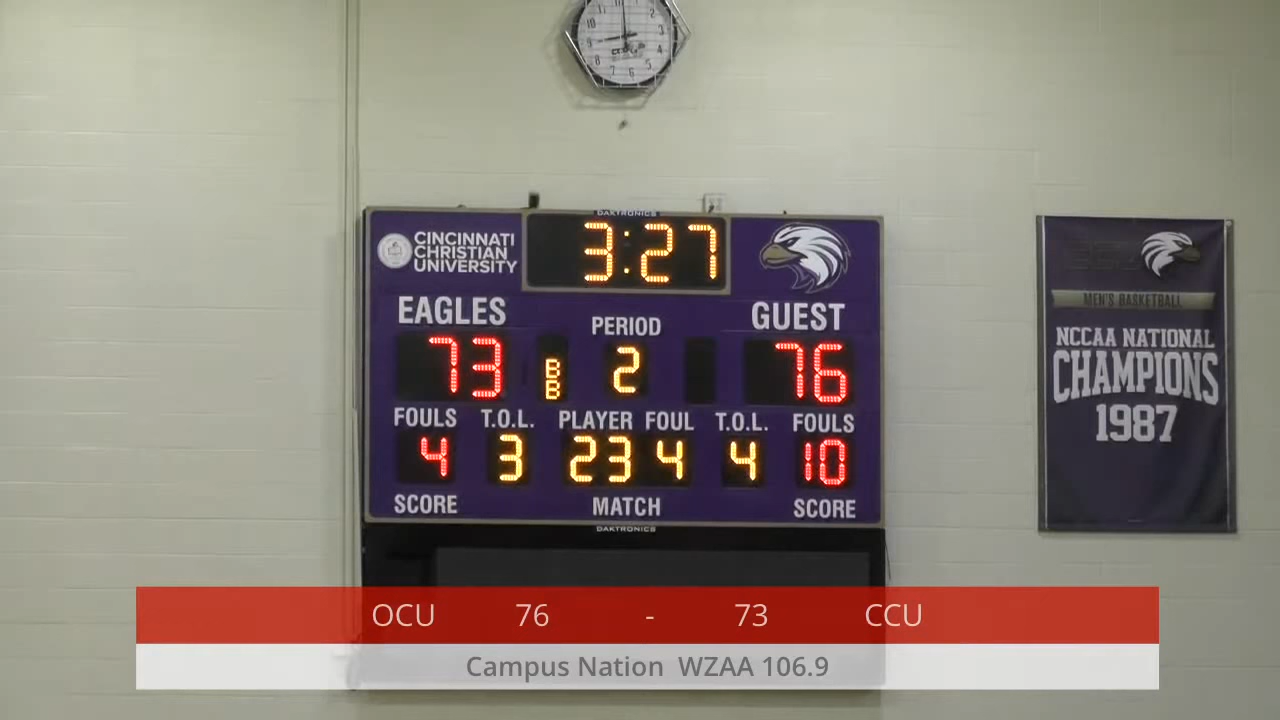 DAKTRONICS
CINCINNATI
CHRISTIAN
UNIVERSITY
3:27
EAGLES
PERIOD
GUEST
73
B
B
2
76
FOULS T.O.L. PLAYER FOUL T.O.L. FOULS
4 3 23 4 4 10
SCORE MATCH SCORE
DAKTRONICS
MEN'S BASKETBALL
NCCAA NATIONAL
CHAMPIONS
1987
OCU 76 - 73 CCU
Campus Nation WZAA 106.9